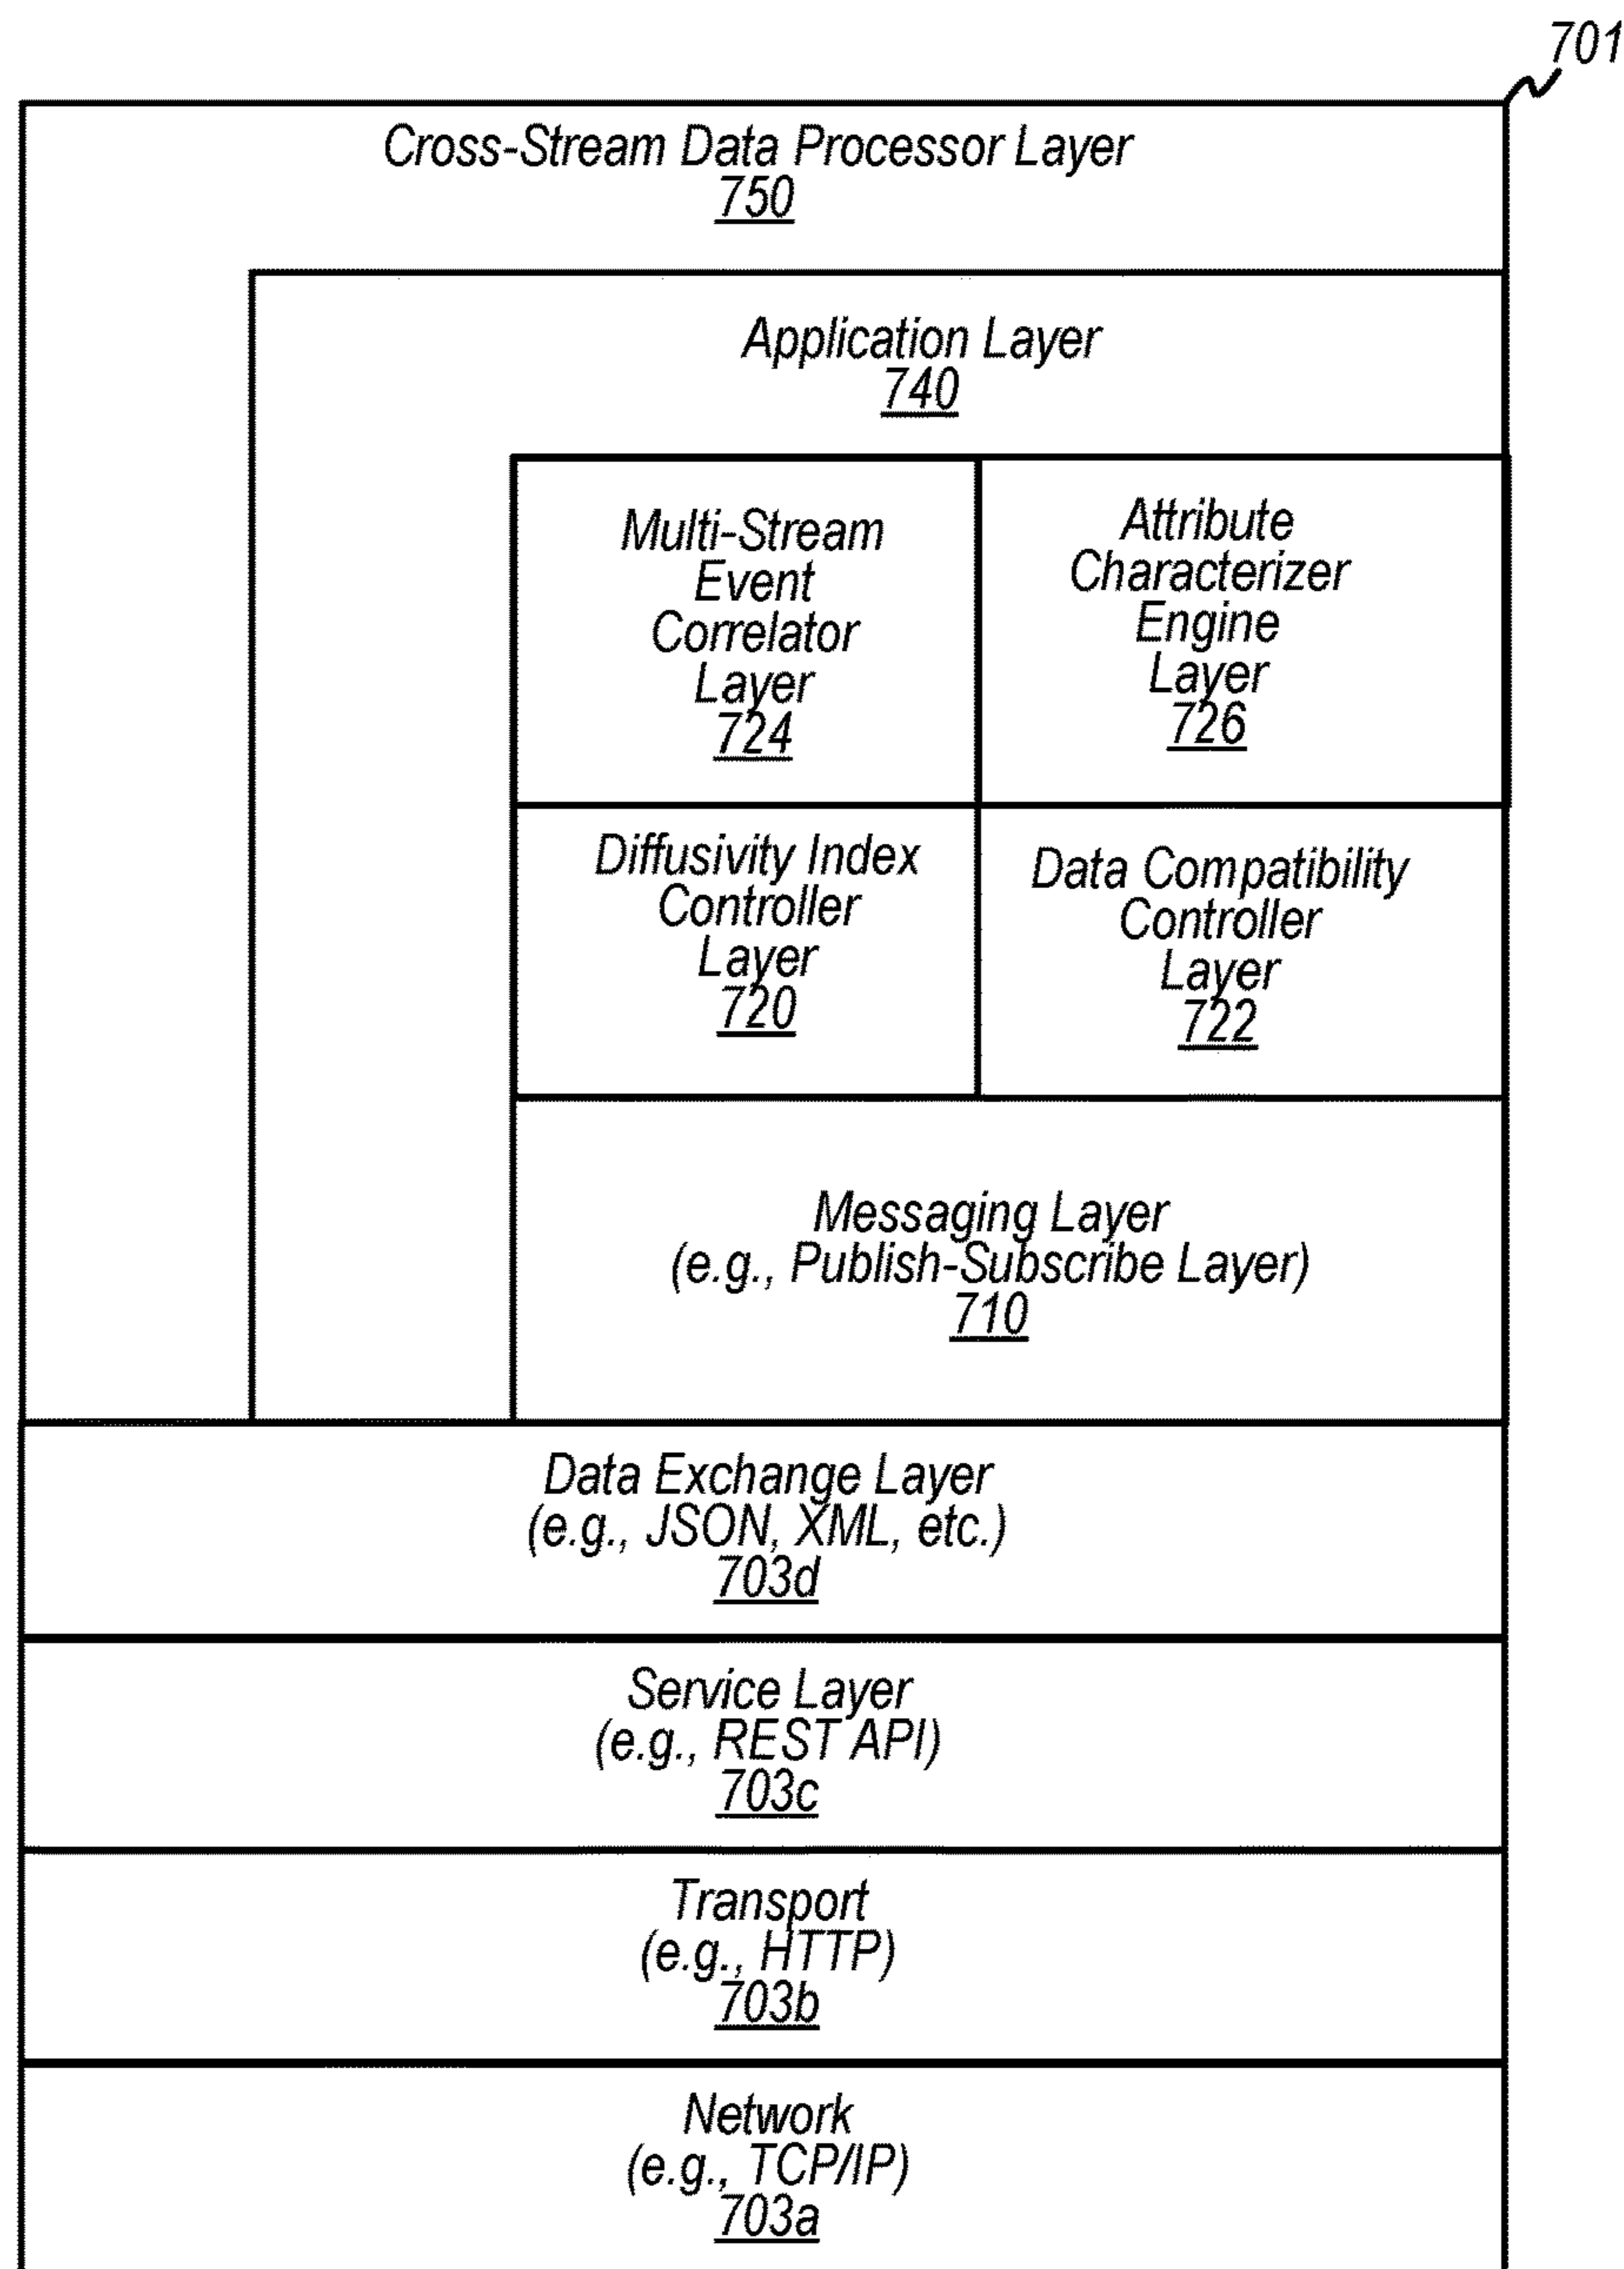 701
Cross-Stream Data Processor Layer
750
Application Layer
740
Multi-Stream
Event
Correlator
Layer
724
Attribute
Characterizer
Engine
Layer
726
Diffusivity Index
Controller
Layer
720
Data Compatibility
Controller
Layer
722
Messaging Layer
(e.g., Publish-Subscribe Layer)
710
Data Exchange Layer
(e.g., JSON, XML, etc.)
703d
Service Layer
(e.g., REST API)
703c
Transport
(e.g., HTTP)
703b
Network
(e.g., TCP/IP)
703a